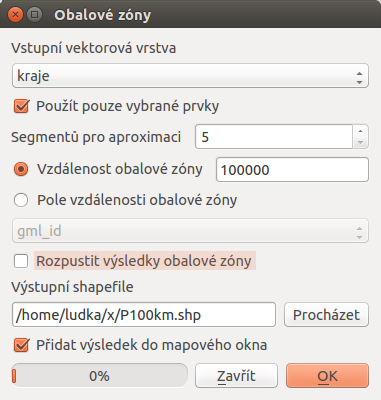 Obalové zóny
Vstupní vektorová vrstva
kraje
Použít pouze vybrané prvky
Segmentů pro aproximaci 5
Vzdálenost obalové zóny 100000
Pole vzdálenosti obalové zóny
gml_id
Rozpustit výsledky obalové zóny
Výstupní shapefile
/home/ludka/x/P100km.shp Procházet
Přidat výsledek do mapového okna
0% Zavřít OK